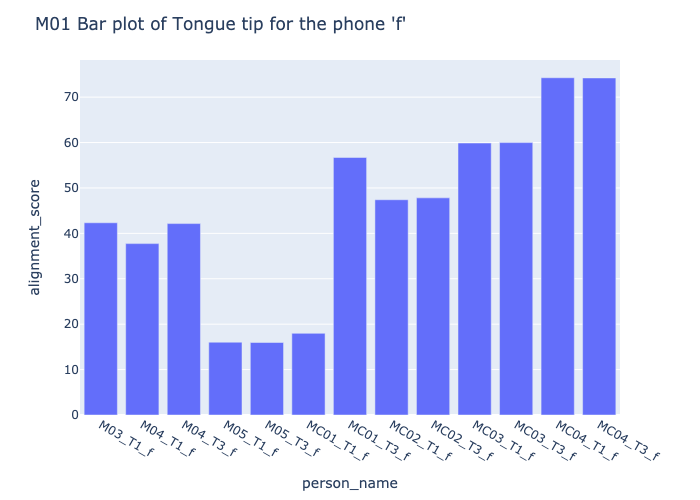 M01 Bar plot of Tongue tip for the phone 'f'
alignment_score
70
60
50
40
30
20
10
0
M03_T1_f
M04_T1_f
M04_T3_f
M05_T1_f
M05_T3_f
MC01_T1_f
MC01_T3_f
MC02_T1_f
MC02_T3_f
MC03_T1_f
MC03_T3_f
MC04_T1_f
MC04_T3_f
person_name